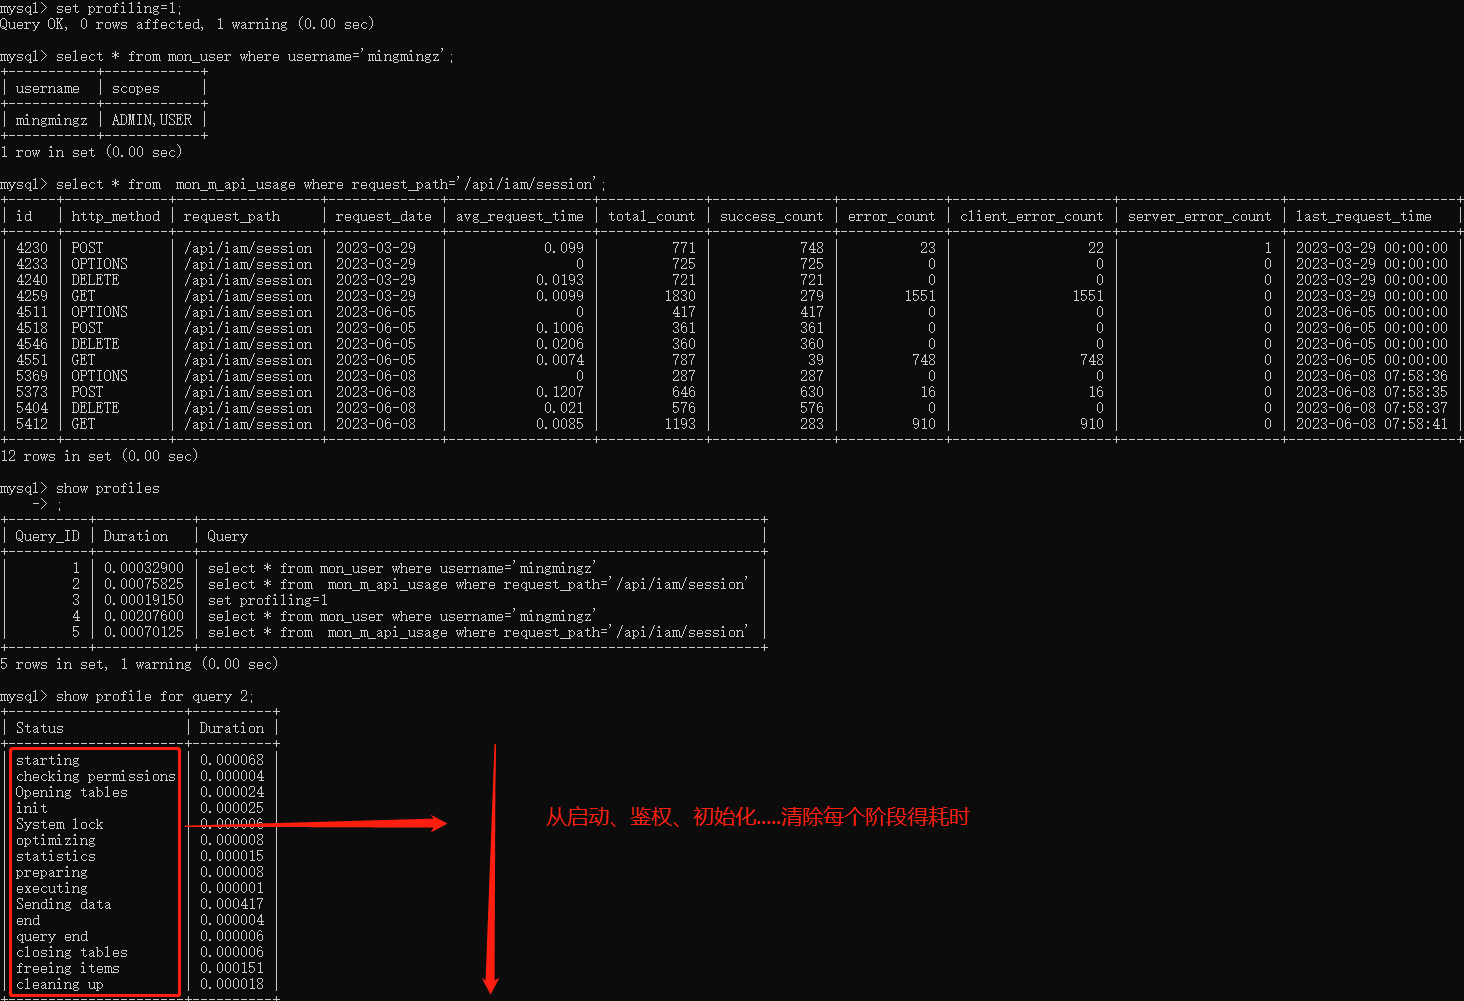 mysql> set profiling=1;
Query OK, 0 rows affected, 1 warning (0.00 sec)
mysql> select * from mon_user where username='mingmingz';
+-----------+------------+
| username  | scopes     |
+-----------+------------+
| mingmingz | ADMIN,USER |
+-----------+------------+
1 row in set (0.00 sec)
mysql> select * from  mon_m_api_usage where request_path='/api/iam/session';
| id | http_method | request_path | request_date | avg_request_time | total_count | success_count | error_count | client_error_count | server_error_count | last_request_time |
| 4230 | POST | /api/iam/session | 2023-03-29 | 0.099 | 771 | 748 | 23 | 22 | 1 | 2023-03-29 00:00:00 |
| 4233 | OPTIONS | /api/iam/session | 2023-03-29 | 0 | 725 | 725 | 0 | 0 | 0 | 2023-03-29 00:00:00 |
| 4240 | DELETE | /api/iam/session | 2023-03-29 | 0.0193 | 721 | 721 | 0 | 0 | 0 | 2023-03-29 00:00:00 |
| 4259 | GET | /api/iam/session | 2023-03-29 | 0.0099 | 1830 | 279 | 1551 | 1551 | 0 | 2023-03-29 00:00:00 |
| 4511 | OPTIONS | /api/iam/session | 2023-06-05 | 0 | 417 | 417 | 0 | 0 | 0 | 2023-06-05 00:00:00 |
| 4518 | POST | /api/iam/session | 2023-06-05 | 0.1006 | 361 | 361 | 0 | 0 | 0 | 2023-06-05 00:00:00 |
| 4546 | DELETE | /api/iam/session | 2023-06-05 | 0.0206 | 360 | 360 | 0 | 0 | 0 | 2023-06-05 00:00:00 |
| 4551 | GET | /api/iam/session | 2023-06-05 | 0.0074 | 787 | 39 | 748 | 748 | 0 | 2023-06-05 00:00:00 |
| 5369 | OPTIONS | /api/iam/session | 2023-06-08 | 0 | 287 | 287 | 0 | 0 | 0 | 2023-06-08 07:58:36 |
| 5373 | POST | /api/iam/session | 2023-06-08 | 0.1207 | 646 | 630 | 16 | 16 | 0 | 2023-06-08 07:58:35 |
| 5404 | DELETE | /api/iam/session | 2023-06-08 | 0.021 | 576 | 576 | 0 | 0 | 0 | 2023-06-08 07:58:37 |
| 5412 | GET | /api/iam/session | 2023-06-08 | 0.0085 | 1193 | 283 | 910 | 910 | 0 | 2023-06-08 07:58:41 |
12 rows in set (0.00 sec)
mysql> show profiles
    -> ;
| Query_ID | Duration | Query |
| 1 | 0.00032900 | select * from mon_user where username='mingmingz' |
| 2 | 0.00075825 | select * from  mon_m_api_usage where request_path='/api/iam/session' |
| 3 | 0.00019150 | set profiling=1 |
| 4 | 0.00207600 | select * from mon_user where username='mingmingz' |
| 5 | 0.00070125 | select * from  mon_m_api_usage where request_path='/api/iam/session' |
5 rows in set, 1 warning (0.00 sec)
mysql> show profile for query 2;
| Status | Duration |
| starting | 0.000068 |
| checking permissions | 0.000004 |
| Opening tables | 0.000024 |
| init | 0.000025 |
| System lock | 0.000006 |
| optimizing | 0.000008 |
| statistics | 0.000015 |
| preparing | 0.000008 |
| executing | 0.000001 |
| Sending data | 0.000417 |
| end | 0.000004 |
| query end | 0.000006 |
| closing tables | 0.000006 |
| freeing items | 0.000151 |
| cleaning up | 0.000018 |
从启动、鉴权、初始化.....清除每个阶段得耗时